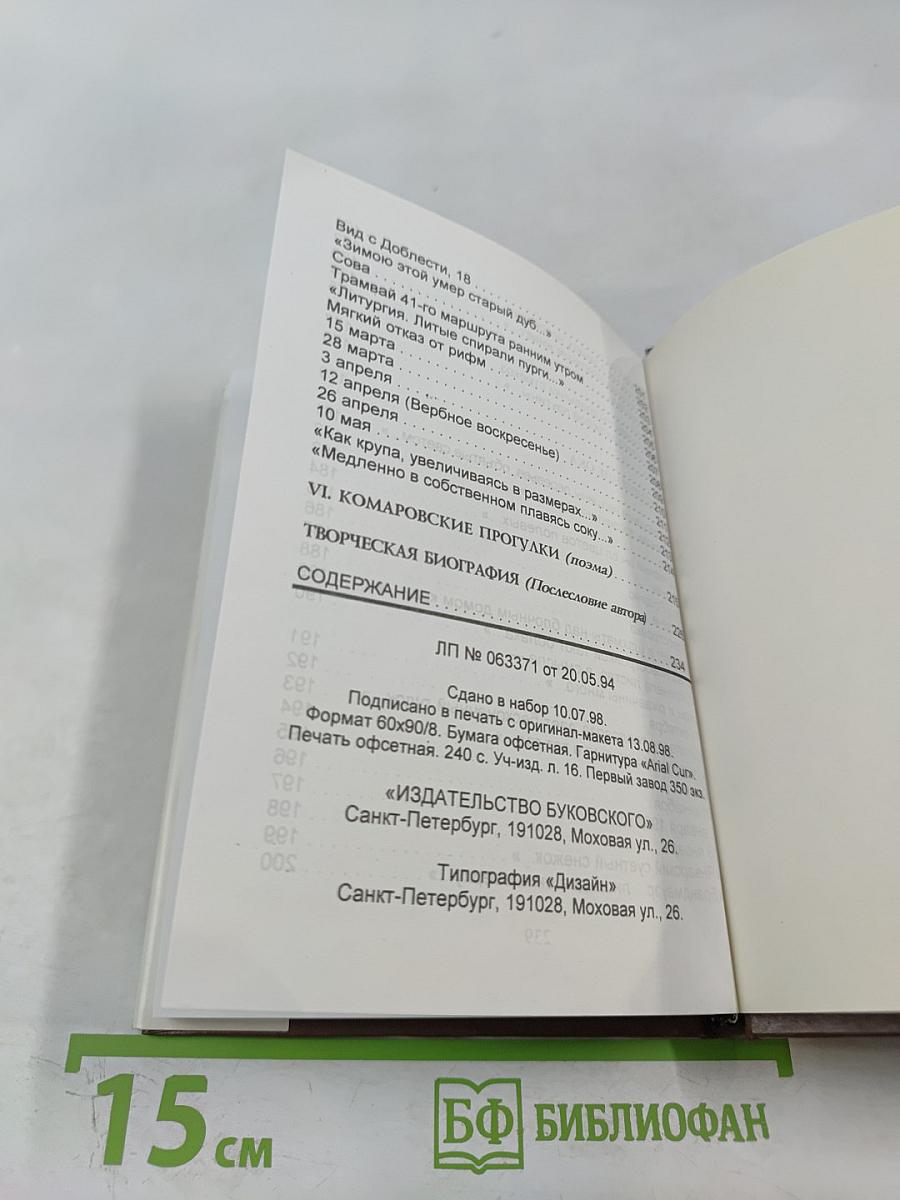 Вид с Доблести, 18
«Зимою этой умер старый дуб...»
Сова
Трамвай 41-го маршрута ранним утром
«Литургия. Литые спирали пурги...»
Мягкий отказ от рифм
15 марта
28 марта
3 апреля
12 апреля (Вербное воскресенье)
26 апреля
10 мая
«Как крупа, увеличиваясь в размерах...»
«Медленно в собственном плавясь соку...»
VI. КОМАРОВСКИЕ ПРОГУЛКИ (поэма)
ТВОРЧЕСКАЯ БИОГРАФИЯ (Послесловие автора)
СОДЕРЖАНИЕ 234
ЛП № 063371 от 20.05.94
Сдано в набор 10.07.98.
Подписано в печать с оригинал-макета 13.08.98.
Формат 60х90/8. Бумага офсетная. Гарнитура «Arial Cur».
Печать офсетная. 240 с. Уч-изд. л. 16. Первый завод 350 экз.
«ИЗДАТЕЛЬСТВО БУКОВСКОГО»
Санкт-Петербург, 191028, Моховая ул., 26.
Типография «Дизайн»
Санкт-Петербург, 191028, Моховая ул., 26.
15 см
БФ БИБЛИОФАН